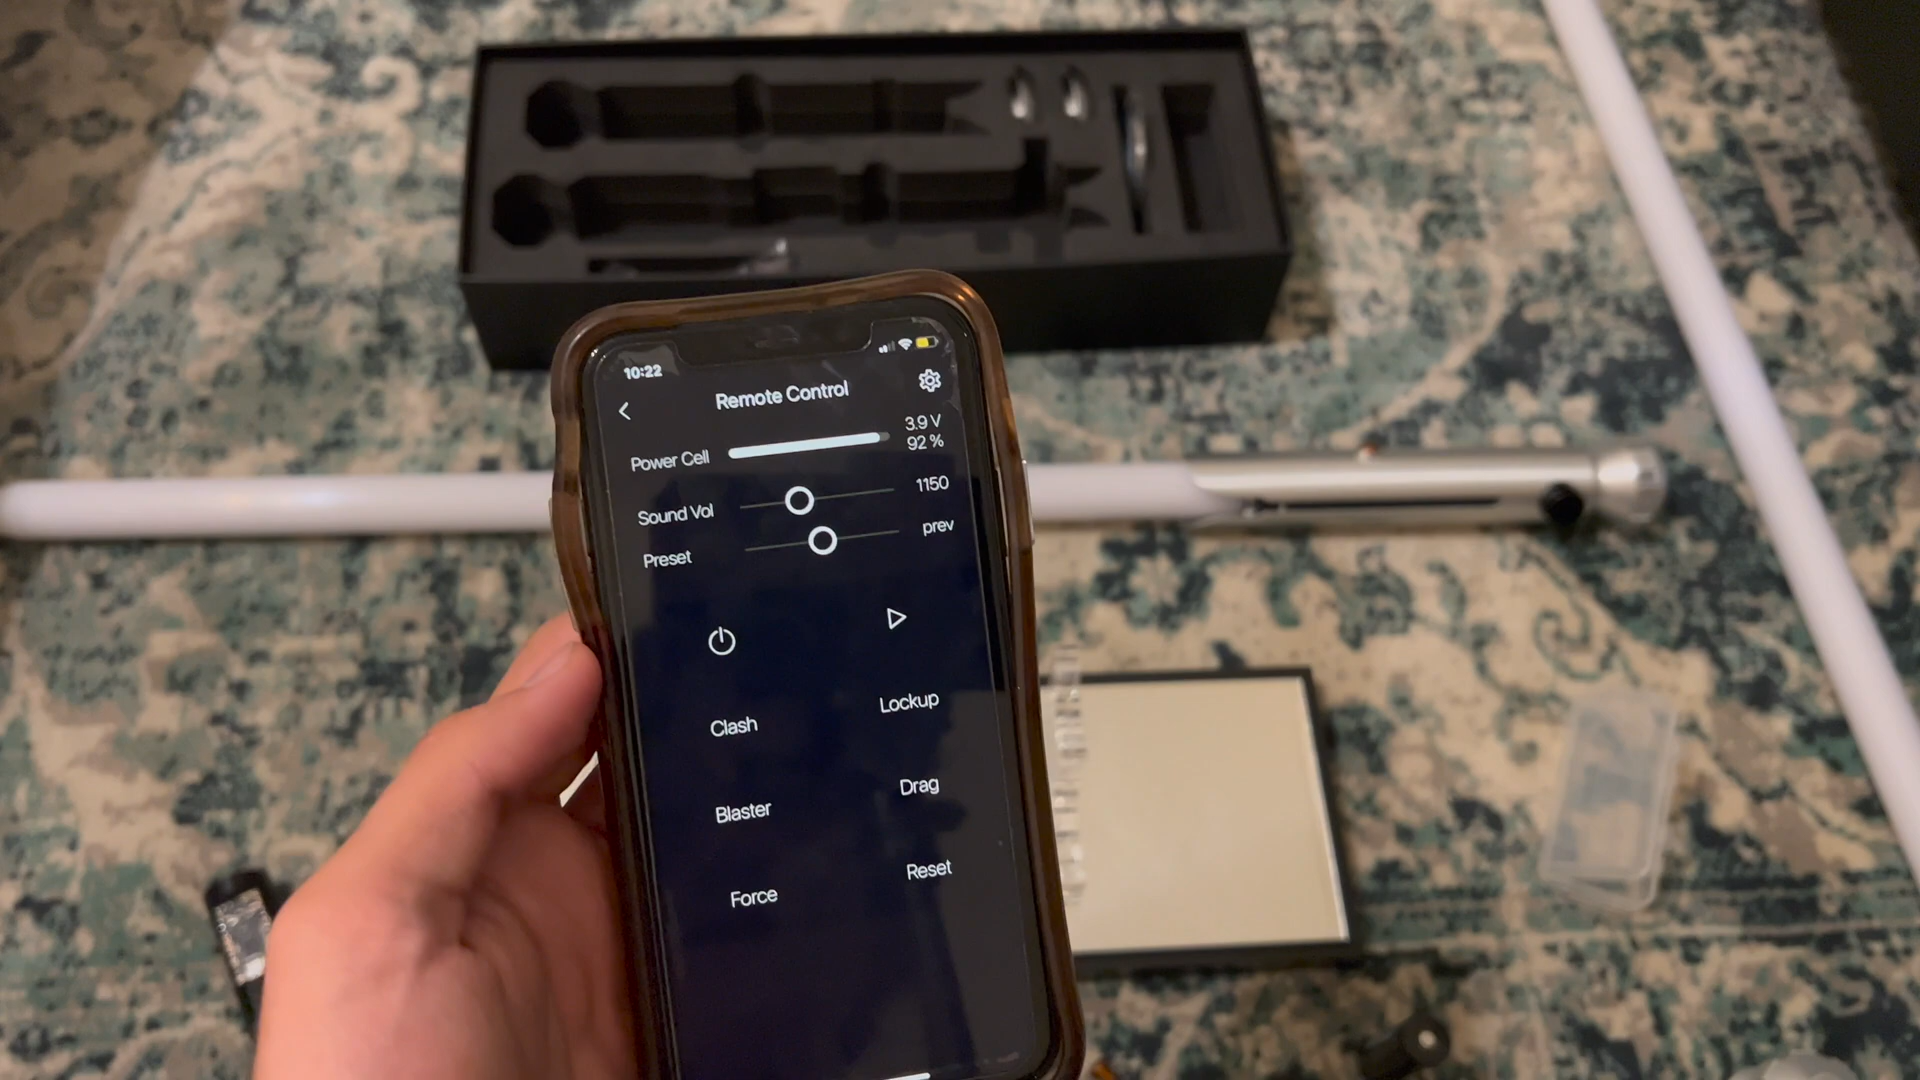 10:22
Remote Control
Power Cell
3.9 V
92 %
Sound Vol
1150
Preset
prev
Clash
Lockup
Blaster
Drag
Force
Reset